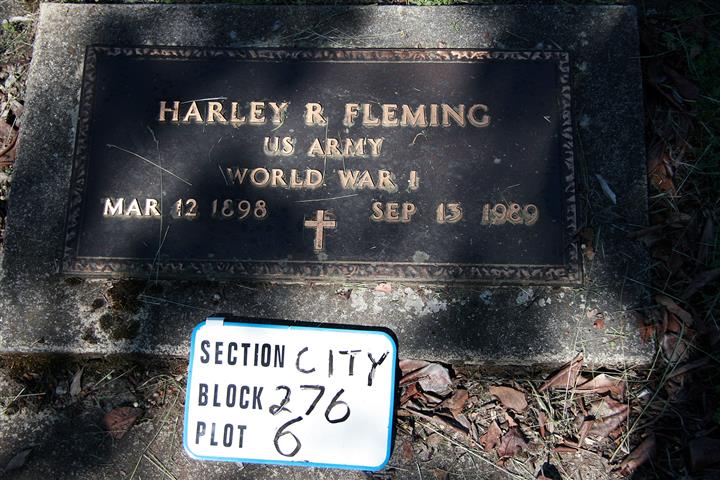 HARLEY R FLEMING
US ARMY
WORLD WAR I
MAR 12 1898 SEP 13 1989
SECTION CITY
BLOCK 276
PLOT 6